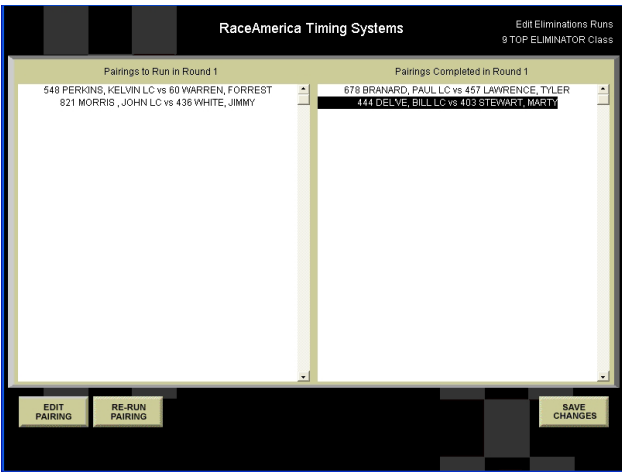 RaceAmerica Timing Systems
Edit Eliminations Runs
9 TOP ELIMINATOR Class
Pairings to Run in Round 1
548 PERKINS, KELVIN LC vs 60 WARREN, FORREST
821 MORRIS , JOHN LC vs 436 WHITE, JIMMY
Pairings Completed in Round 1
678 BRANARD, PAUL LC vs 457 LAWRENCE, TYLER
444 DEL'VE, BILL LC vs 403 STEWART, MARTY
EDIT
PAIRING
RE-RUN
PAIRING
SAVE
CHANGES